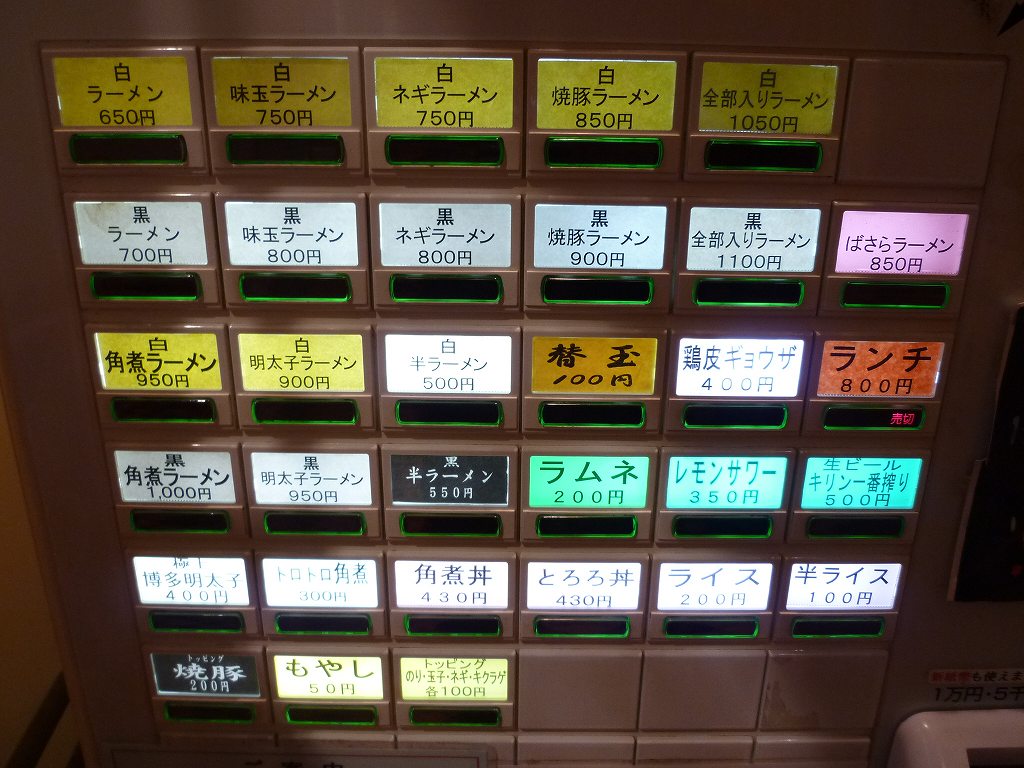 白
ラーメン
650円
白
味玉ラーメン
750円
白
ネギラーメン
750円
白
焼豚ラーメン
850円
白
全部入りラーメン
1050円
黒
ラーメン
700円
黒
味玉ラーメン
800円
黒
ネギラーメン
800円
黒
焼豚ラーメン
900円
黒
全部入りラーメン
1100円
ばさらラーメン
850円
白
角煮ラーメン
950円
白
明太子ラーメン
900円
白
半ラーメン
500円
替玉
100円
鶏皮ギョウザ
400円
ランチ
800円
売切
黒
角煮ラーメン
1,000円
黒
明太子ラーメン
950円
黒
半ラーメン
550円
ラムネ
200円
レモンサワー
350円
生ビール
キリン一番搾り
500円
極上
博多明太子
400円
トロトロ角煮
300円
角煮丼
430円
とろろ丼
430円
ライス
200円
半ライス
100円
トッピング
焼豚
200円
もやし
50円
トッピング
のり・玉子・ネギ・キクラゲ
各100円
新紙幣も使えま
1万円・5千